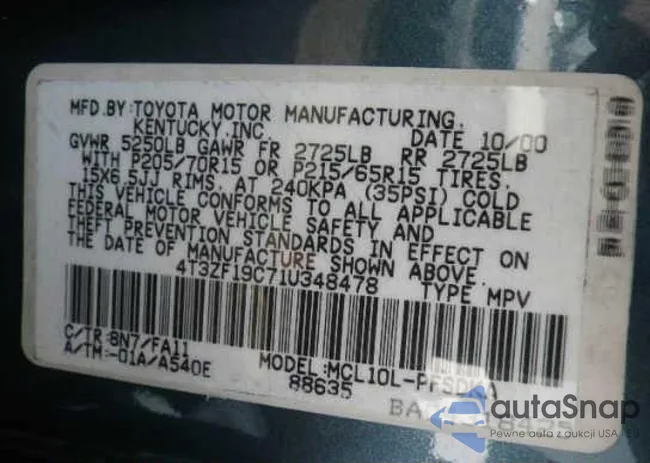 MFD.BY:TOYOTA MOTOR MANUFACTURING,
KENTUCKY,INC. DATE 10/00
GVWR 5250LB GAWR FR 2725LB RR 2725LB
WITH P205/70R15 OR P215/65R15 TIRES,
15X6.5JJ RIMS, AT 240KPA (35PSI) COLD
THIS VEHICLE CONFORMS TO ALL APPLICABLE
FEDERAL MOTOR VEHICLE SAFETY AND
THEFT PREVENTION STANDARDS IN EFFECT ON
THE DATE OF MANUFACTURE SHOWN ABOVE.
4T3ZF19C71U348478 TYPE MPV
C/TR:8N7/FA11
A/TM:-01A/A540E
MODEL:MCL10L-PFSDKA
88635
autaSnap
Pewne auta z aukcji USA